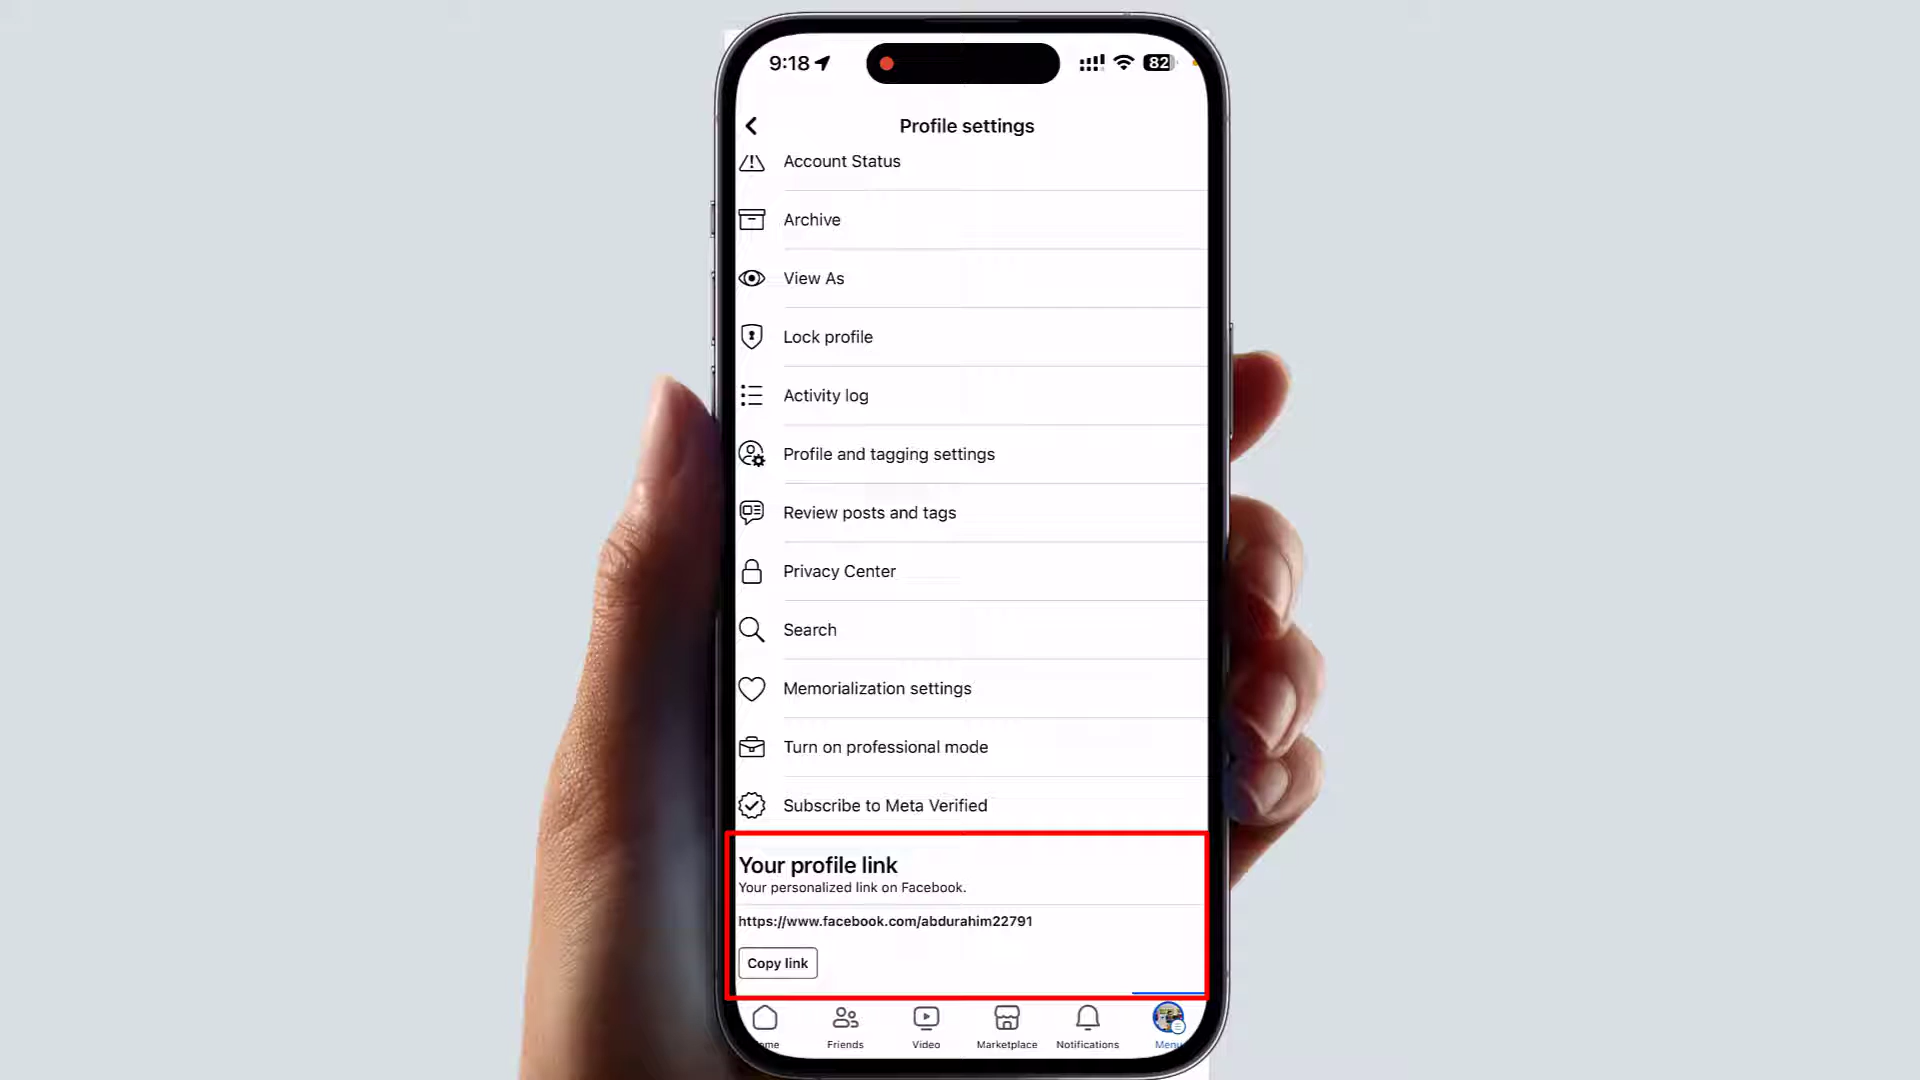 9:18
82
Profile settings
Account Status
Archive
View As
Lock profile
Activity log
Profile and tagging settings
Review posts and tags
Privacy Center
Search
Memorialization settings
Turn on professional mode
Subscribe to Meta Verified
Your profile link
Your personalized link on Facebook.
https://www.facebook.com/abdurahim22791
Copy link
ome Friends Video Marketplace Notifications Menu